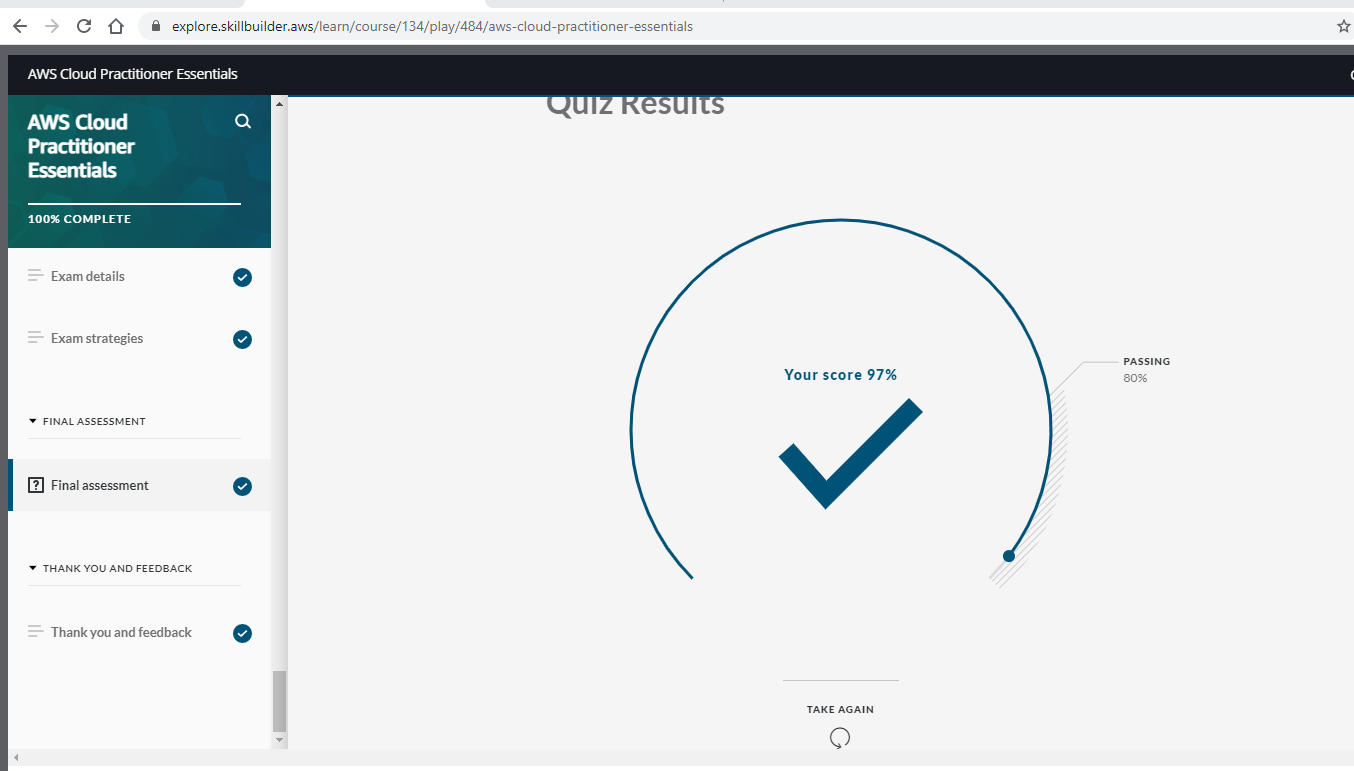 explore.skillbuilder.aws/learn/course/134/play/484/aws-cloud-practitioner-essentials
AWS Cloud Practitioner Essentials
AWS Cloud
Practitioner
Essentials
100% COMPLETE
Exam details
Exam strategies
FINAL ASSESSMENT
Final assessment
THANK YOU AND FEEDBACK
Thank you and feedback
Quiz Results
Your score 97%
PASSING
80%
TAKE AGAIN